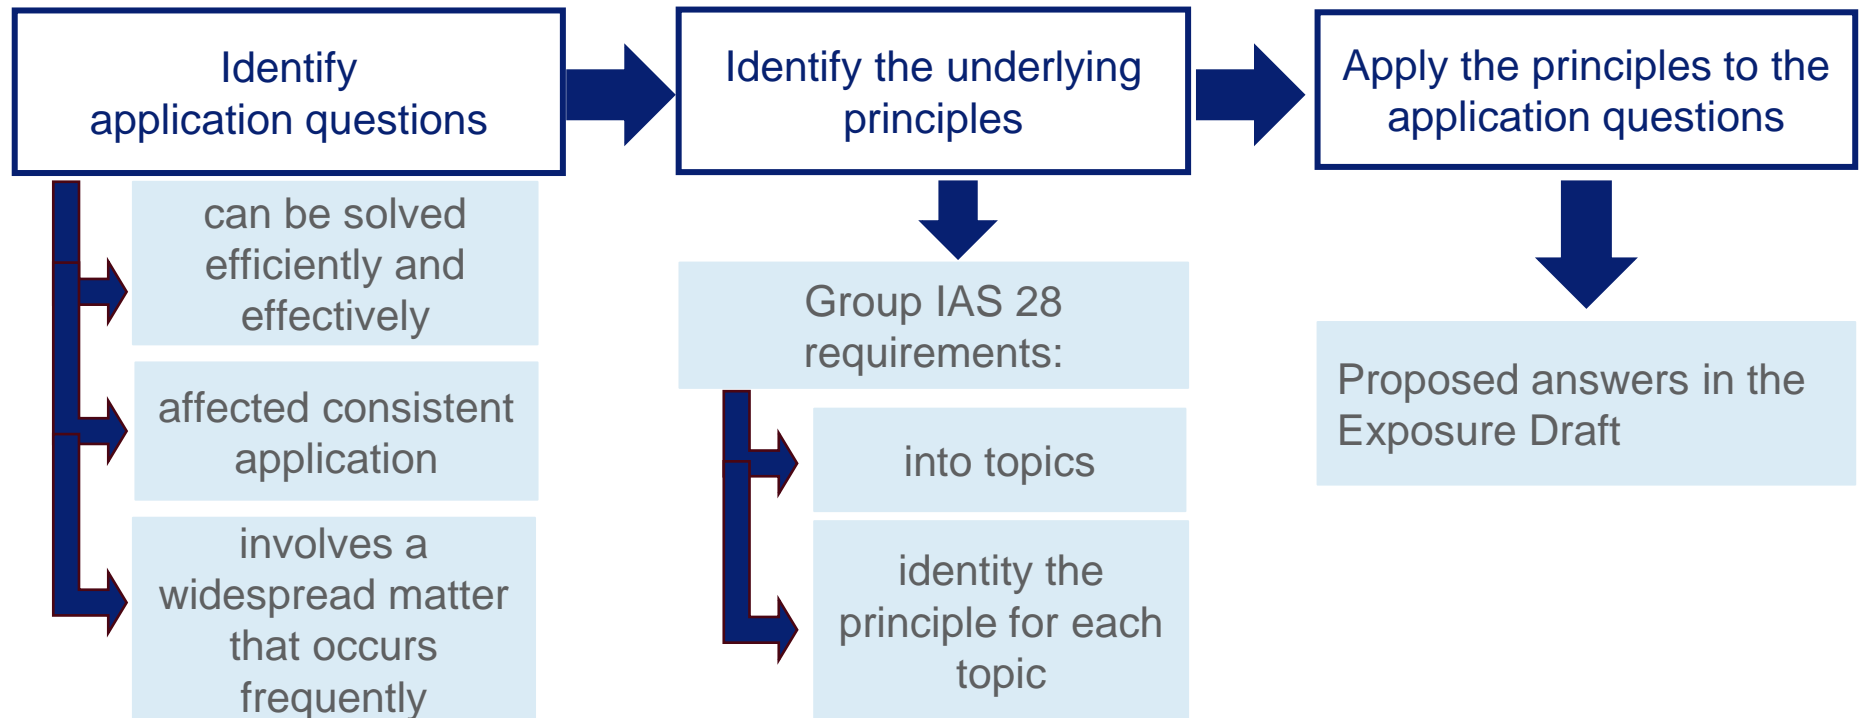 Identify
application questions
can be solved
efficiently and
effectively
affected consistent
application
involves a
widespread matter
that occurs
frequently
Identify the underlying
principles
Group IAS 28
requirements:
into topics
identity the
principle for each
topic
Apply the principles to the
application questions
Proposed answers in the
Exposure Draft